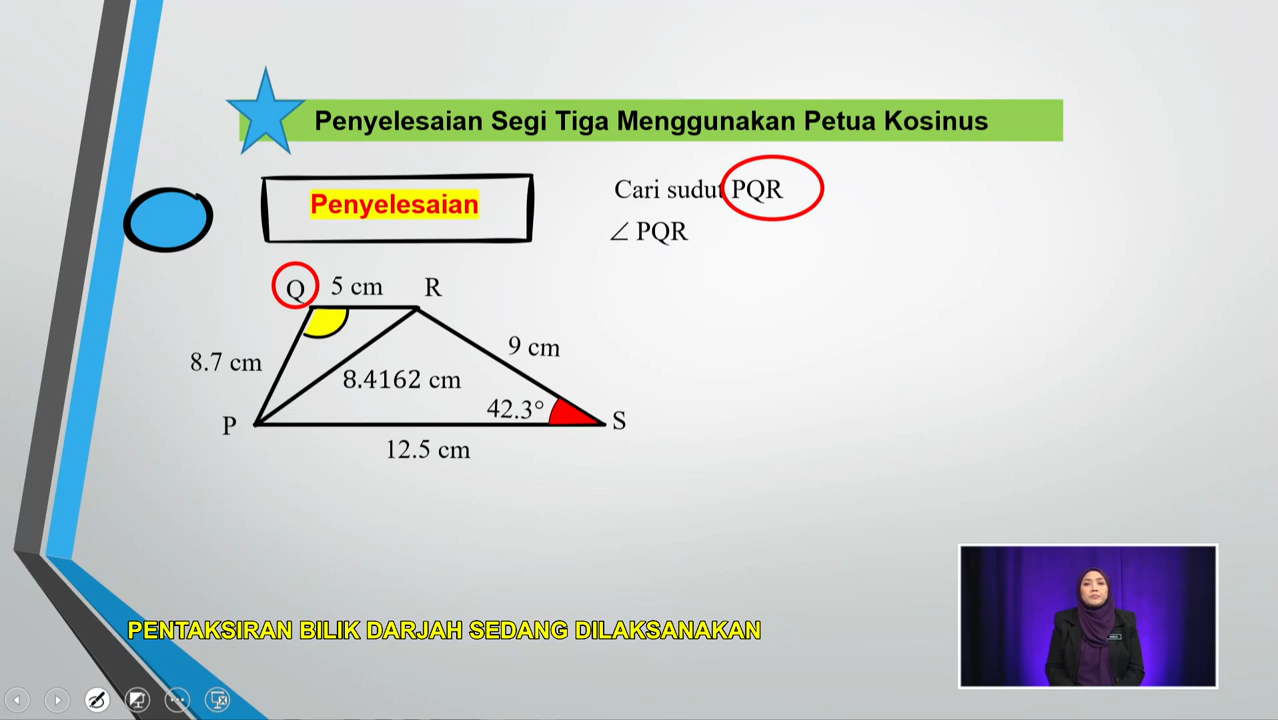 Penyelesaian Segi Tiga Menggunakan Petua Kosinus
Penyelesaian
Cari sudut PQR
∠ PQR
Q 5 cm R
8.7 cm
9 cm
8.4162 cm
42.3°
P
S
12.5 cm
PENTAKSIRAN BILIK DARJAH SEDANG DILAKSANAKAN